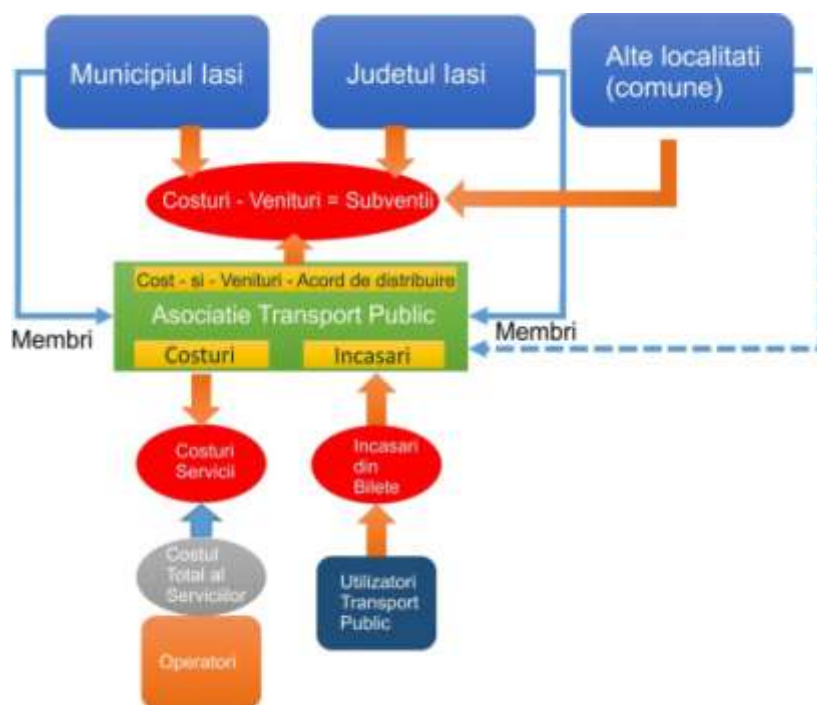 Municipiul Iasi
Judetul Iasi
Alte localitati
(comune)
Costuri - Venituri = Subventii
Cost - si - Venituri - Acord de distribuire
Asociatie Transport Public
Membri
Membri
Costuri
Incasari
Costuri
Servicii
Incasari
din
Bilete
Costul
Total al
Serviciilor
Utilizatori
Transport
Public
Operatori